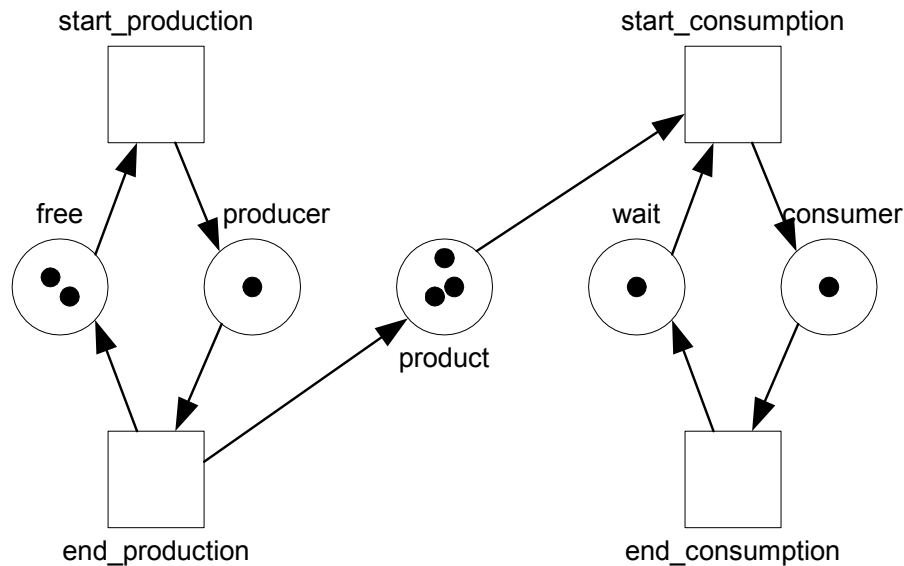 start_production
start_consumption
free
producer
wait
consumer
product
end_production
end_consumption